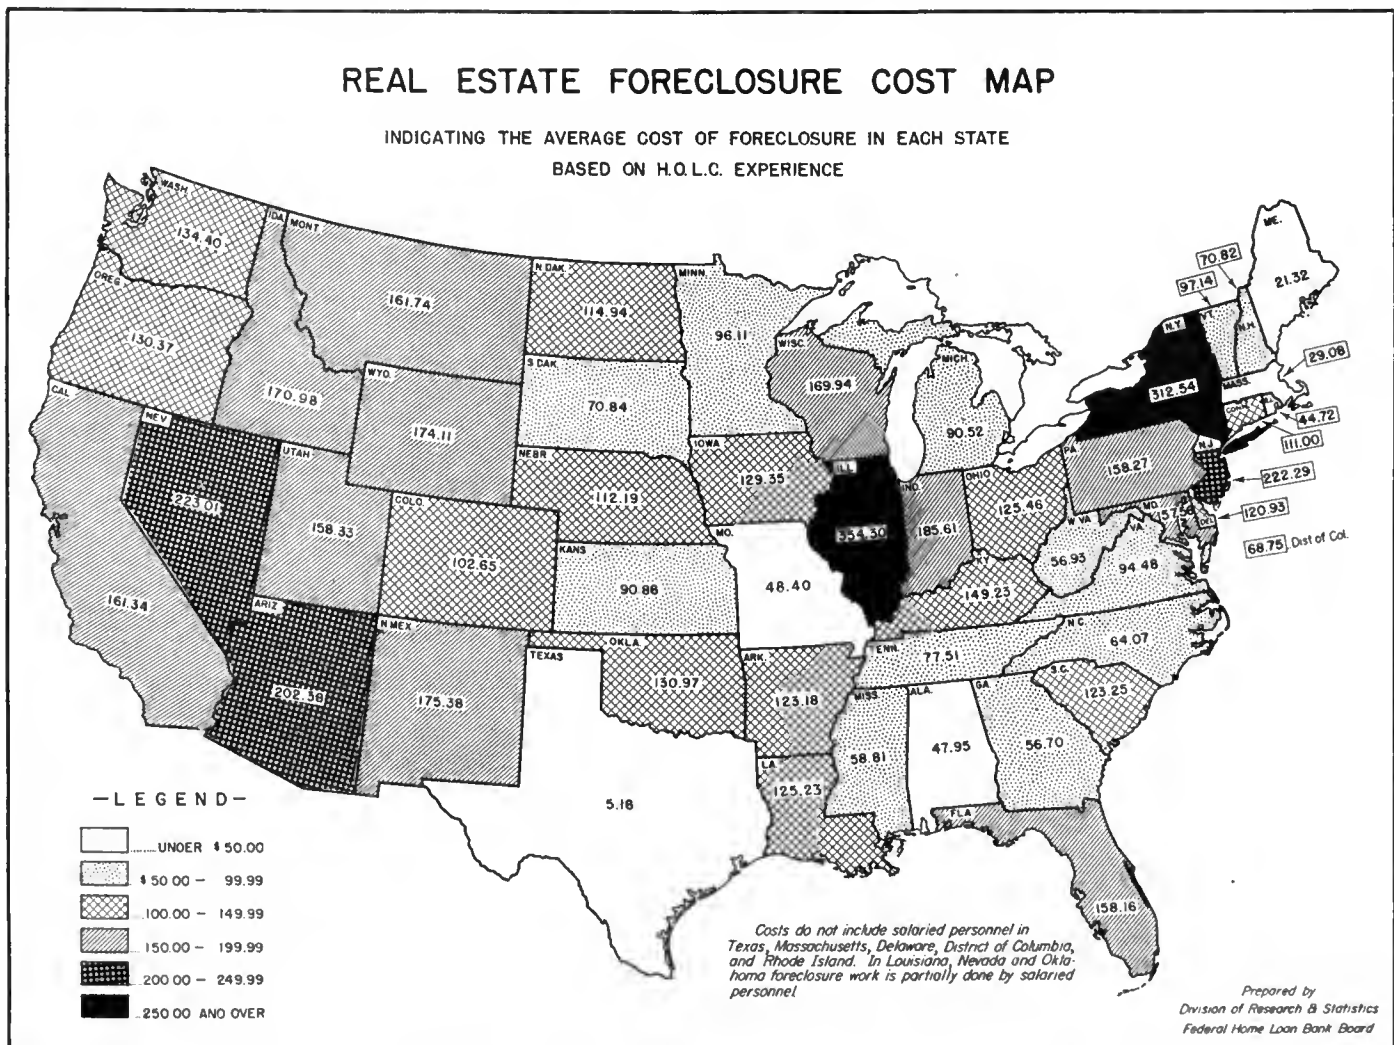 REAL ESTATE FORECLOSURE COST MAP
INDICATING THE AVERAGE COST OF FORECLOSURE IN EACH STATE
BASED ON H.O.L.C. EXPERIENCE
WASH.
134.40
OREG.
130.37
CAL.
161.34
NEV.
223.01
IDA.
170.98
MONT.
161.74
WYO.
174.11
UTAH
158.33
COLO.
102.65
ARIZ.
202.38
N.MEX.
175.38
N.DAK.
114.94
S.DAK.
70.84
NEBR.
112.19
KANS
90.88
OKLA.
130.97
TEXAS
5.18
MINN.
96.11
IOWA
129.35
MO.
48.40
ARK.
123.18
LA.
125.23
WISC.
169.94
ILL.
334.30
MICH.
90.52
IND.
185.61
OHIO
125.46
KY.
149.23
TENN.
77.51
MISS.
58.81
ALA.
47.95
GA.
56.70
FLA.
158.16
S.C.
123.25
N.C.
64.07
VA.
94.48
W.VA.
56.93
MD.
PA.
158.27
N.Y.
312.54
N.J.
222.29
DEL.
120.93
68.75 Dist of Col.
VT.
97.14
N.H.
70.82
ME.
21.32
MASS.
29.08
R.I.
44.72
CONN.
111.00
-LEGEND-
UNDER $50.00
$50.00 - 99.99
100.00 - 149.99
150.00 - 199.99
200.00 - 249.99
250.00 AND OVER
Costs do not include salaried personnel in
Texas, Massachusetts, Delaware, District of Columbia,
and Rhode Island. In Louisiana, Nevada and Okla-
homa foreclosure work is partially done by salaried
personnel
Prepared by
Division of Research & Statistics
Federal Home Loan Bank Board